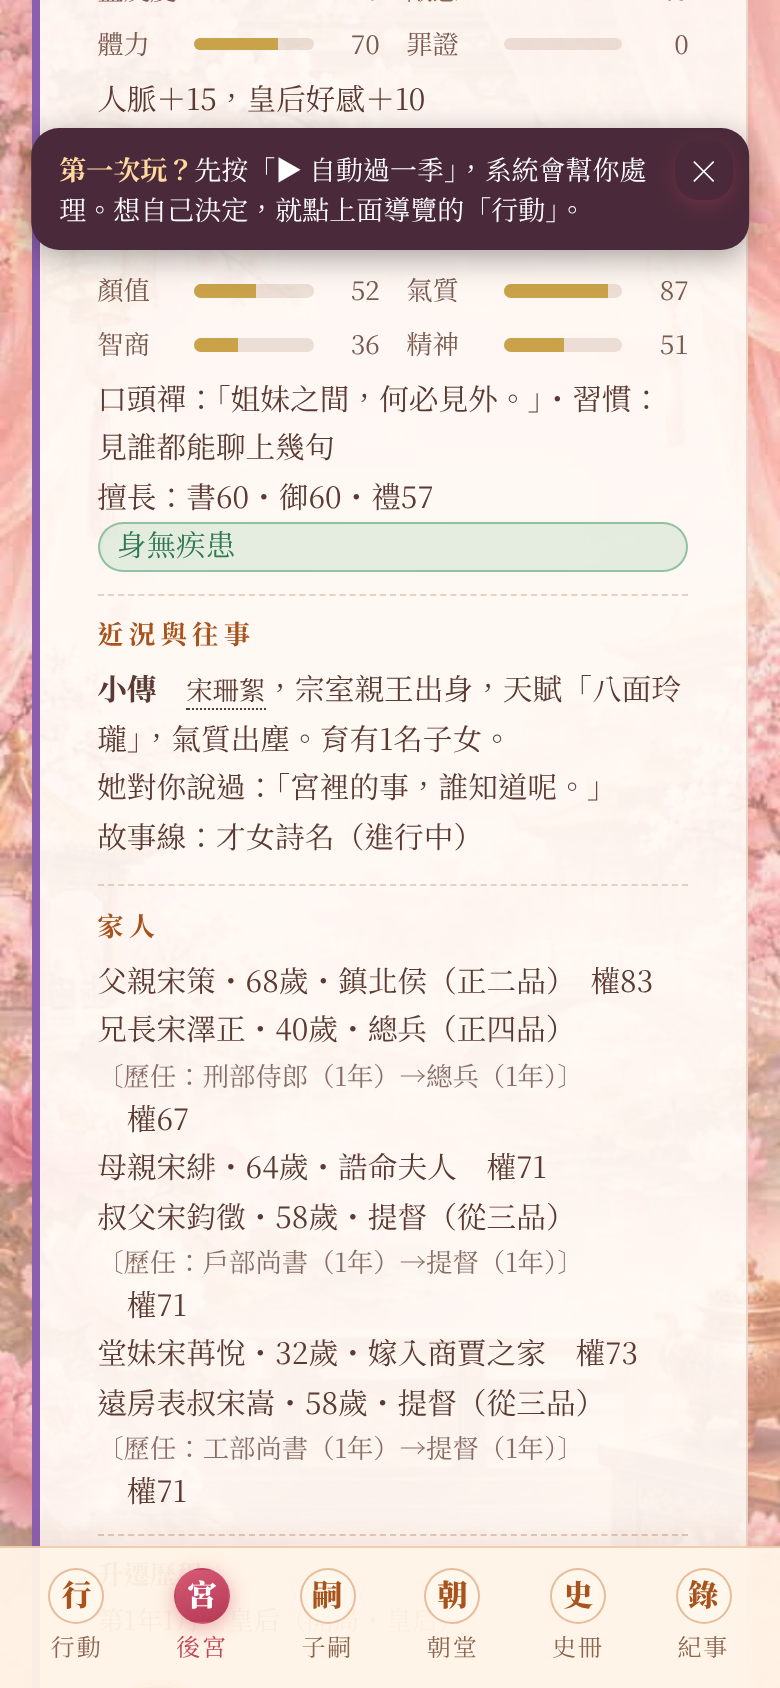 體力 70 罪證 0
人脈＋15，皇后好感＋10
第一次玩？先按「▶ 自動過一季」，系統會幫你處
理。想自己決定，就點上面導覽的「行動」。
顏值 52 氣質 87
智商 36 精神 51
口頭禪：「姐妹之間，何必見外。」・習慣：
見誰都能聊上幾句
擅長：書60・御60・禮57
身無疾患
近況與往事
小傳　宋珊絮，宗室親王出身，天賦「八面玲
瓏」，氣質出塵。育有1名子女。
她對你說過：「宮裡的事，誰知道呢。」
故事線：才女詩名（進行中）
家人
父親宋策・68歲・鎮北侯（正二品）　權83
兄長宋澤正・40歲・總兵（正四品）
〔歷任：刑部侍郎（1年）→總兵（1年）〕
權67
母親宋緋・64歲・誥命夫人　權71
叔父宋鈞徵・58歲・提督（從三品）
〔歷任：戶部尚書（1年）→提督（1年）〕
權71
堂妹宋苒悅・32歲・嫁入商賈之家　權73
遠房表叔宋嵩・58歲・提督（從三品）
〔歷任：工部尚書（1年）→提督（1年）〕
權71
行 宮 嗣 朝 史 錄
行動 後宮 子嗣 朝堂 史冊 紀事